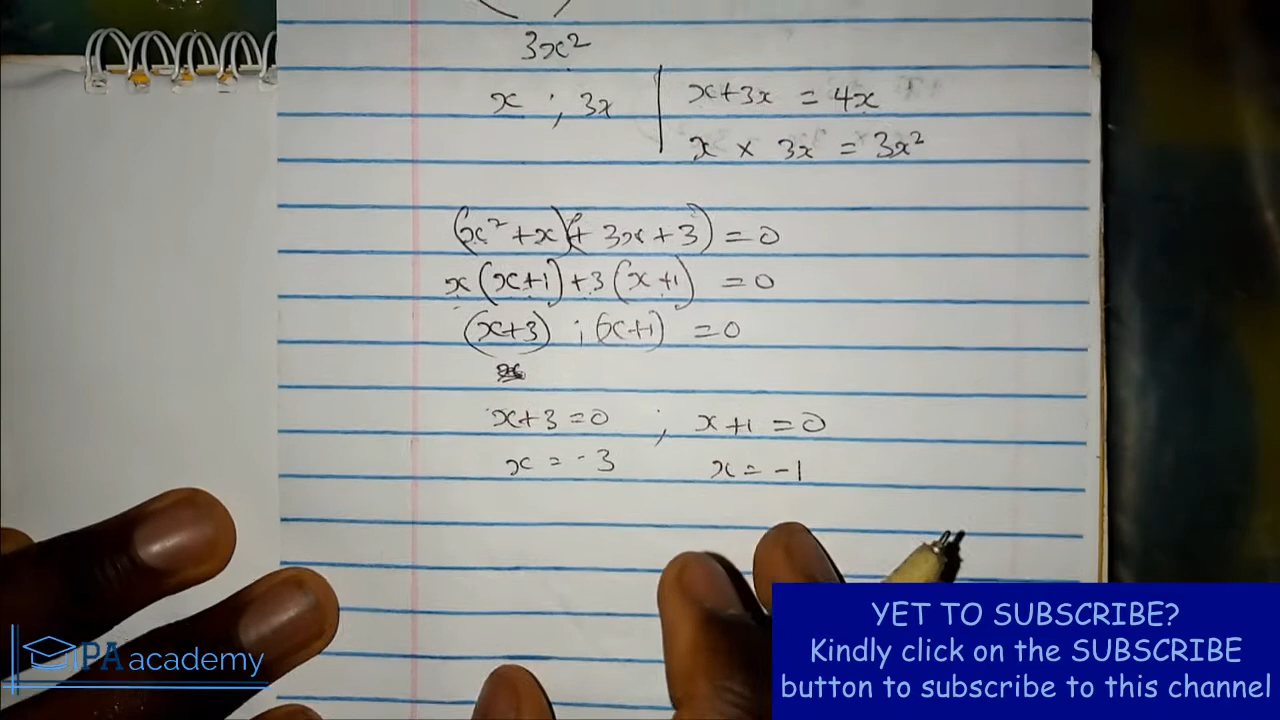 3x²
x ; 3x | x+3x = 4x
x × 3x = 3x²
(x² + x)(+ 3x + 3) = 0
x(x+1) + 3(x+1) = 0
(x+3) ; (x+1) = 0
x+3 = 0 ; x+1 = 0
x = -3 x = -1
PA academy
YET TO SUBSCRIBE?
Kindly click on the SUBSCRIBE
button to subscribe to this channel